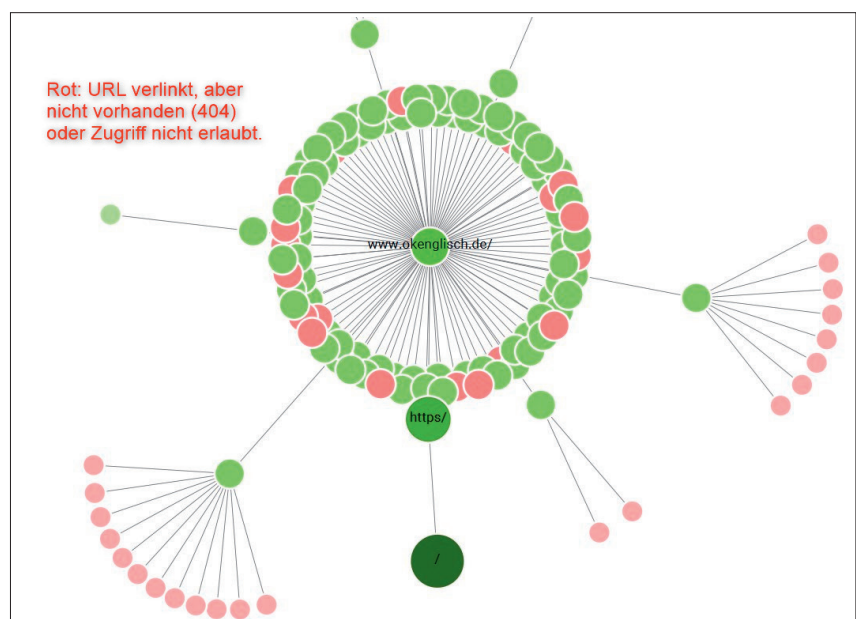 Rot: URL verlinkt, aber
nicht vorhanden (404)
oder Zugriff nicht erlaubt.
www.okenglisch.de/
https/
/